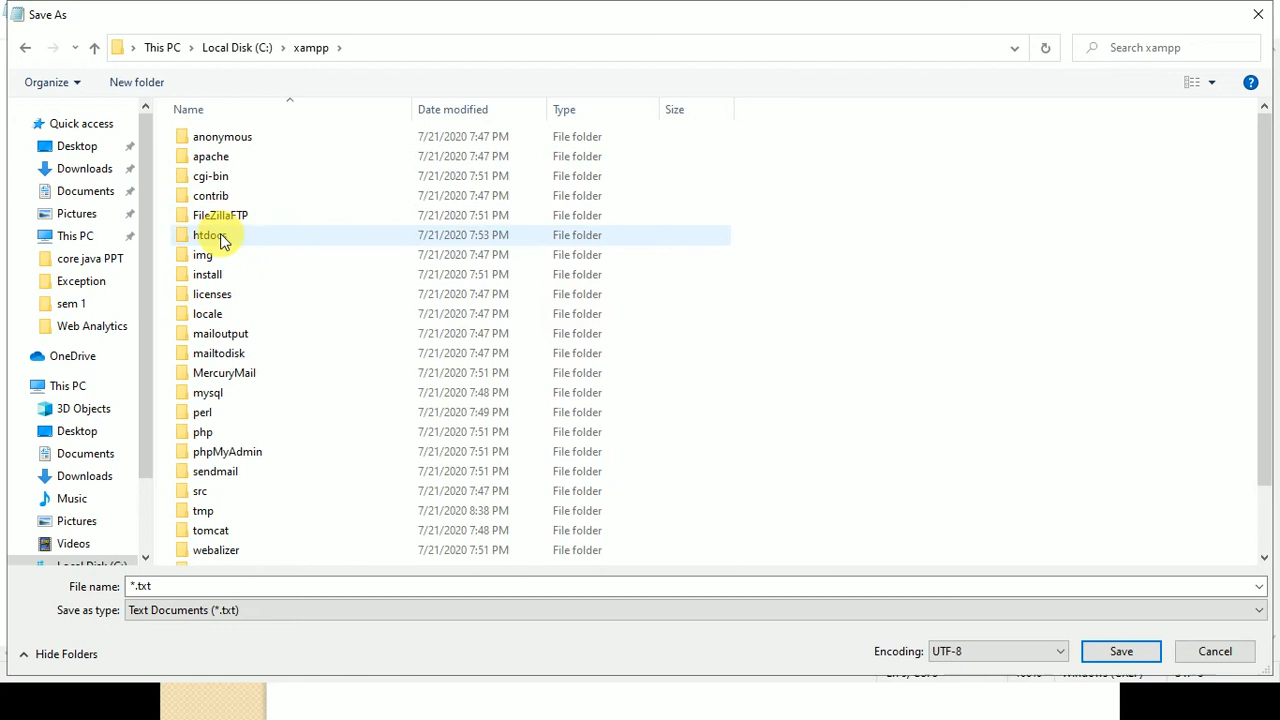 Save As
This PC > Local Disk (C:) > xampp >
Search xampp
Organize
New folder
Name Date modified Type Size
Quick access
Desktop
Downloads
Documents
Pictures
This PC
core java PPT
Exception
sem 1
Web Analytics
OneDrive
This PC
3D Objects
Desktop
Documents
Downloads
Music
Pictures
Videos
Local Disk (C:)
anonymous 7/21/2020 7:47 PM File folder
apache 7/21/2020 7:47 PM File folder
cgi-bin 7/21/2020 7:51 PM File folder
contrib 7/21/2020 7:47 PM File folder
FileZillaFTP 7/21/2020 7:51 PM File folder
htdocs 7/21/2020 7:53 PM File folder
img 7/21/2020 7:47 PM File folder
install 7/21/2020 7:51 PM File folder
licenses 7/21/2020 7:47 PM File folder
locale 7/21/2020 7:47 PM File folder
mailoutput 7/21/2020 7:47 PM File folder
mailtodisk 7/21/2020 7:47 PM File folder
MercuryMail 7/21/2020 7:51 PM File folder
mysql 7/21/2020 7:48 PM File folder
perl 7/21/2020 7:49 PM File folder
php 7/21/2020 7:51 PM File folder
phpMyAdmin 7/21/2020 7:51 PM File folder
sendmail 7/21/2020 7:51 PM File folder
src 7/21/2020 7:47 PM File folder
tmp 7/21/2020 8:38 PM File folder
tomcat 7/21/2020 7:48 PM File folder
webalizer 7/21/2020 7:51 PM File folder
File name: *.txt
Save as type: Text Documents (*.txt)
Hide Folders
Encoding: UTF-8
Save
Cancel